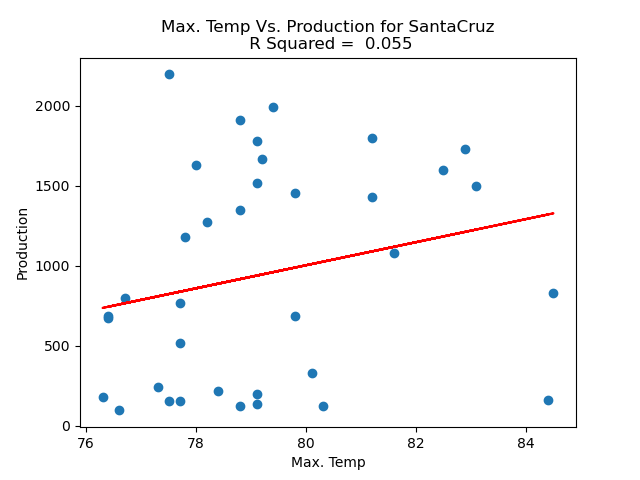 Max. Temp Vs. Production for SantaCruz
R Squared =  0.055
2000
1500
1000
500
0
Production
76
78
80
82
84
Max. Temp